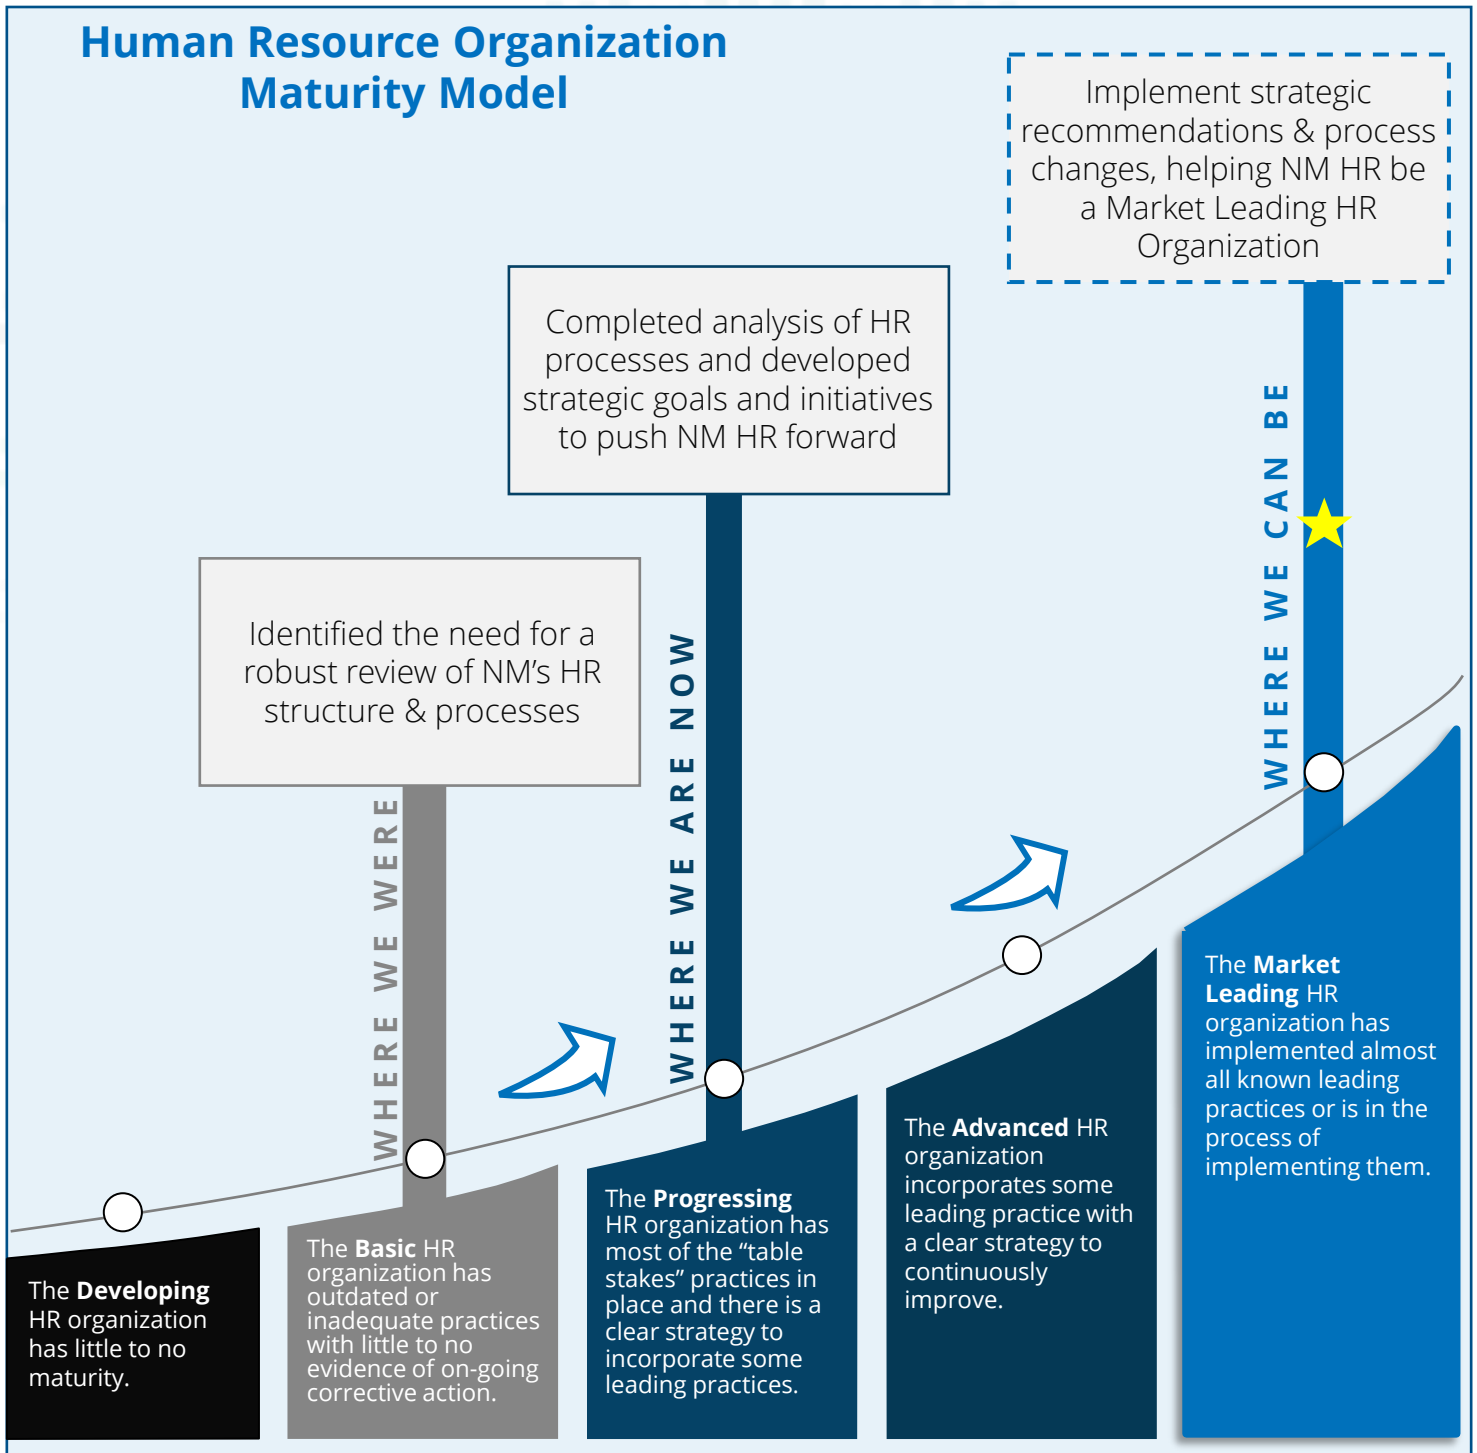 Human Resource Organization
Maturity Model
Implement strategic
recommendations & process
changes, helping NM HR be
a Market Leading HR
Organization
Completed analysis of HR
processes and developed
strategic goals and initiatives
to push NM HR forward
Identified the need for a
robust review of NM’s HR
structure & processes
WHERE WE WERE
WHERE WE ARE NOW
WHERE WE CAN BE
The Developing
HR organization
has little to no
maturity.
The Basic HR
organization has
outdated or
inadequate practices
with little to no
evidence of on-going
corrective action.
The Progressing
HR organization has
most of the “table
stakes” practices in
place and there is a
clear strategy to
incorporate some
leading practices.
The Advanced HR
organization
incorporates some
leading practice with
a clear strategy to
continuously
improve.
The Market
Leading HR
organization has
implemented almost
all known leading
practices or is in the
process of
implementing them.